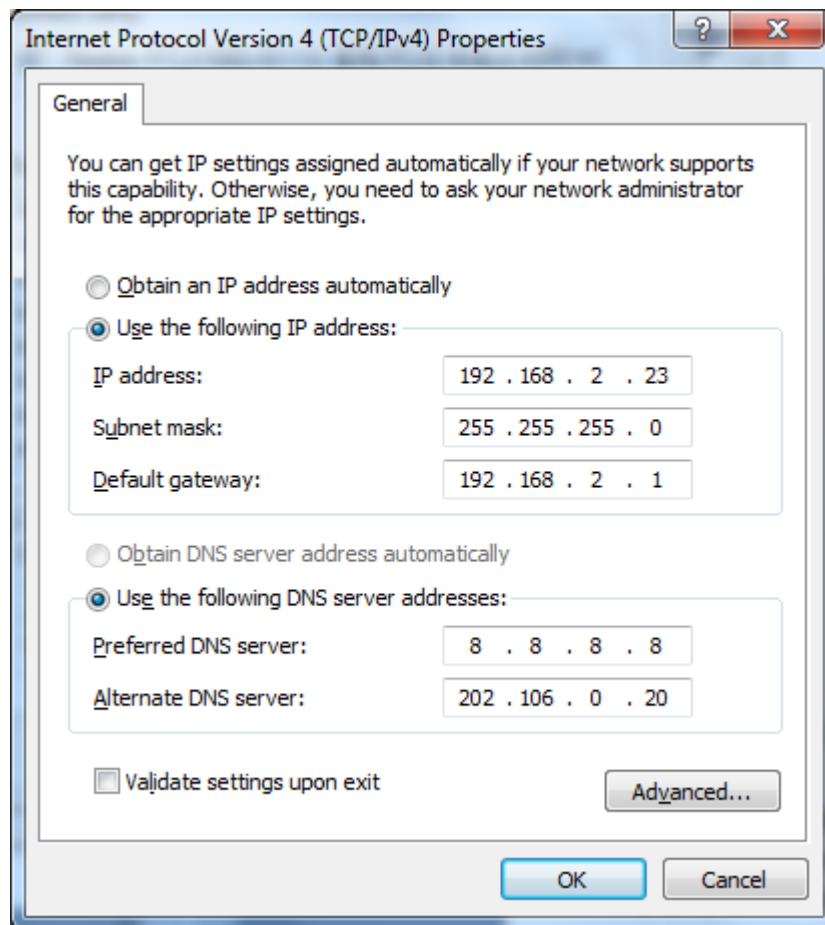 Internet Protocol Version 4 (TCP/IPv4) Properties
General
You can get IP settings assigned automatically if your network supports
this capability. Otherwise, you need to ask your network administrator
for the appropriate IP settings.
Obtain an IP address automatically
Use the following IP address:
IP address: 192 . 168 . 2 . 23
Subnet mask: 255 . 255 . 255 . 0
Default gateway: 192 . 168 . 2 . 1
Obtain DNS server address automatically
Use the following DNS server addresses:
Preferred DNS server: 8 . 8 . 8 . 8
Alternate DNS server: 202 . 106 . 0 . 20
Validate settings upon exit
Advanced...
OK Cancel